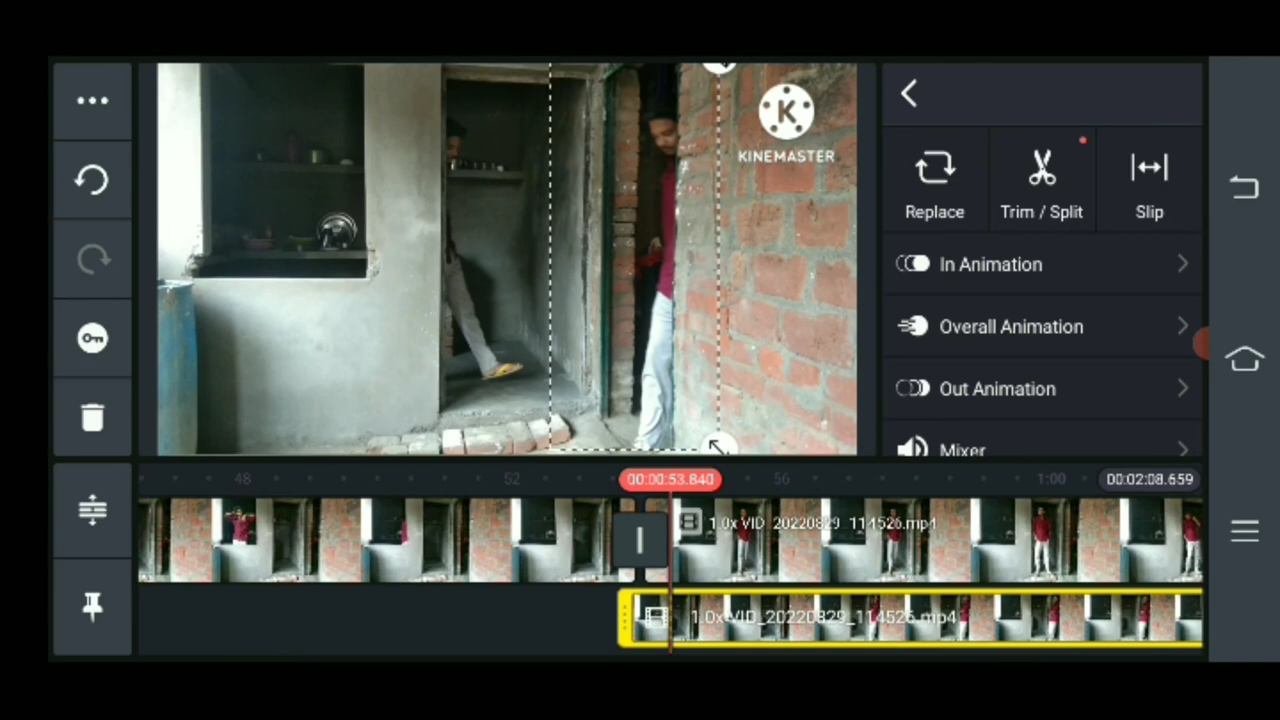 K
KINEMASTER
Replace
Trim / Split
Slip
In Animation
Overall Animation
Out Animation
Mixer
48
52
00:00:53.840
56
1:00
00:02:08.659
1.0x VID_20220829_114526.mp4
1.0x VID_20220829_114526.mp4